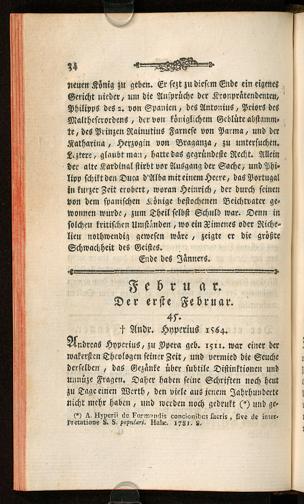 34
neuen König zu geben. Er sezt zu diesem Ende ein eigenes
Gericht nieder, um die Ansprüche der Kronprätendenten,
Philipps des 2. von Spanien, des Antonius, Priors des
Maltheserordens, der von königlichem Geblüte abstamm-
te, des Prinzen Rainutius Farnese von Parma, und der
Katharina, Herzogin von Braganza, zu untersuchen.
Leztere, glaubt man, hatte das gegründetste Recht. Allein
der alte Kardinal stirbt vor Ausgang der Sache, und Phi-
lipp schikt den Duca d'Alba mit einem Heere, das Portugal
in kurzer Zeit erobert, woran Heinrich, der durch seinen
von dem spanischen Könige bestochenen Beichtvater ge-
wonnen wurde, zum Theil selbst Schuld war. Denn in
solchen kritischen Umständen, wo ein Ximenes oder Riche-
lieu nothwendig gewesen wäre, zeigte er die größte
Schwachheit des Geistes.
Ende des Jänners.
Februar.
Der erste Februar.
45.
† Andr. Hyperius 1564.
Andreas Hyperius, zu Ypern geb. 1511. war einer der
wakersten Theologen seiner Zeit, und vermied die Seuche
derselben, das Gezänke über subtile Distinktionen und
unnüze Fragen. Daher haben seine Schriften noch heut
zu Tage einen Werth, den viele aus jenem Jahrhunderte
nicht mehr haben, und werden noch gedrukt (*) und ge-
(*) A. Hyperii de Formandis concionibus sacris, sive de inter-
pretatione S. S. populari. Halae. 1781. 8.